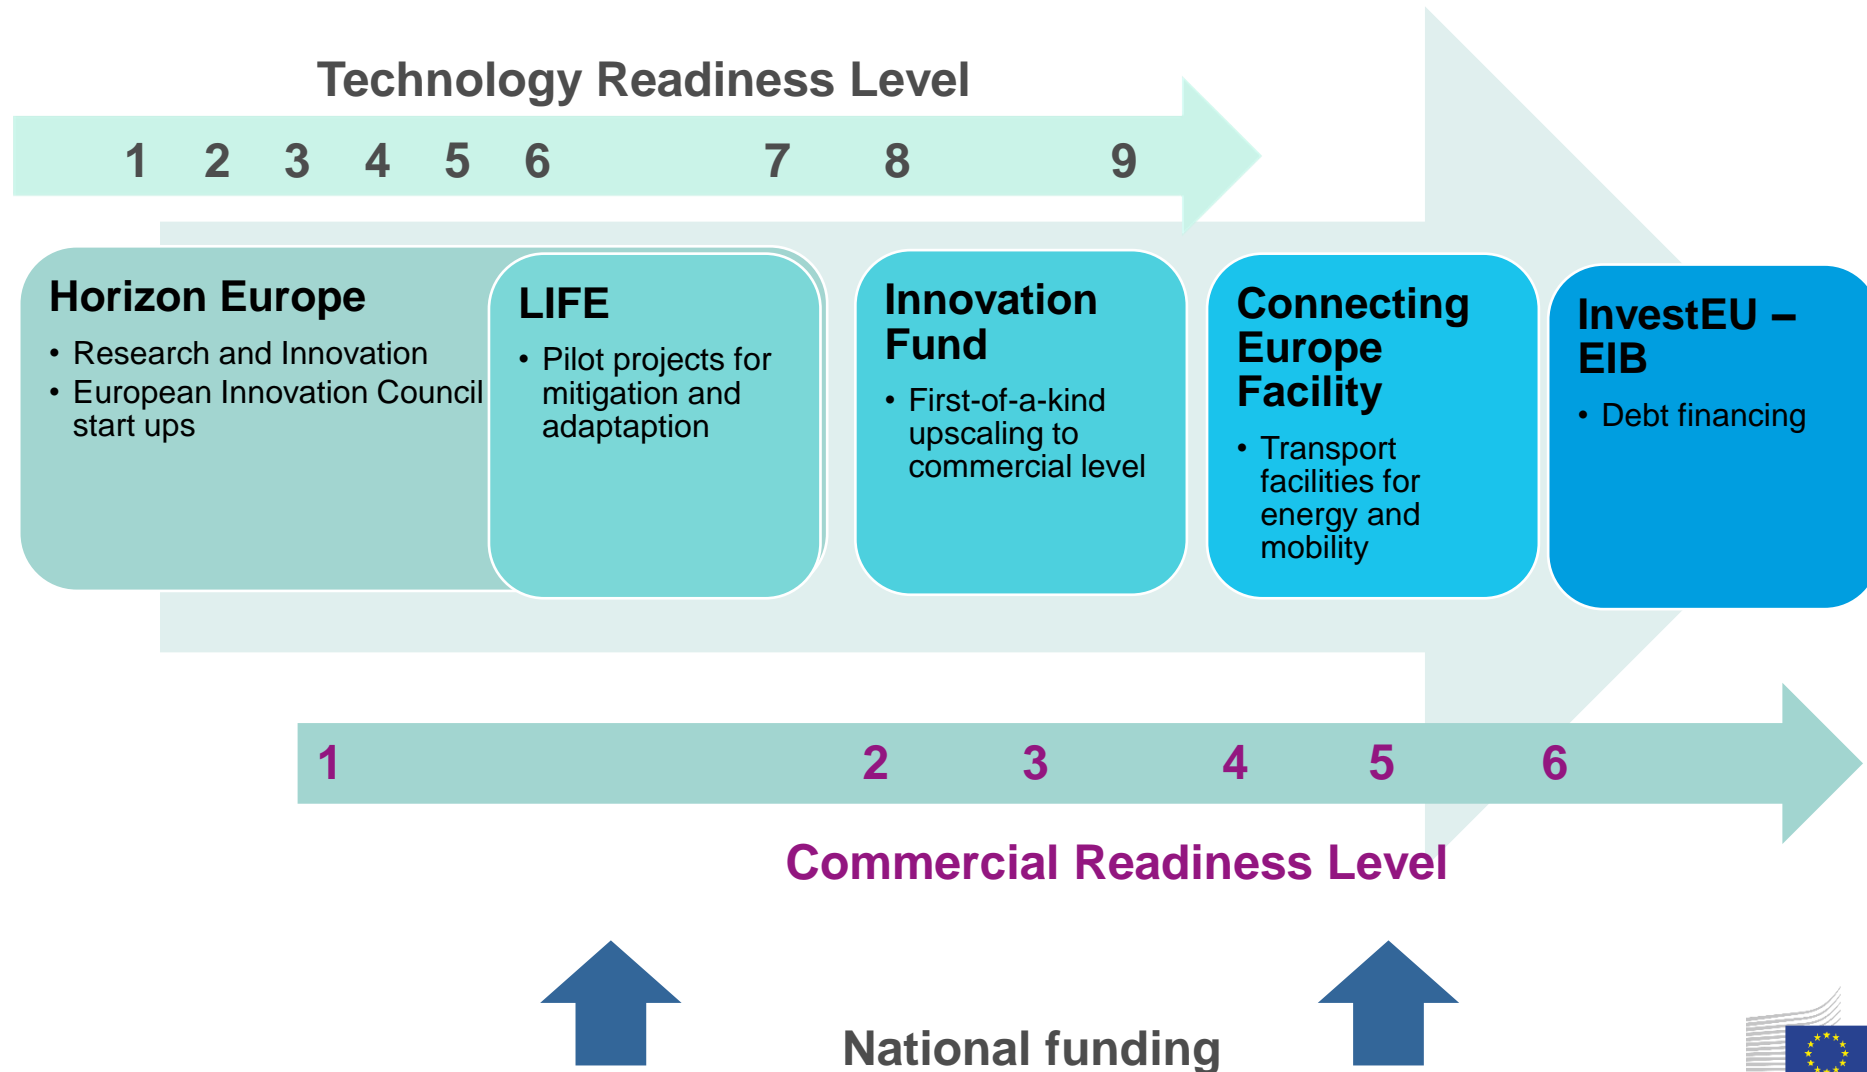 Technology Readiness Level
1 2 3 4 5 6 7 8 9
Horizon Europe
• Research and Innovation
• European Innovation Council
start ups
LIFE
• Pilot projects for
mitigation and
adaptaption
Innovation
Fund
• First-of-a-kind
upscaling to
commercial level
Connecting
Europe
Facility
• Transport
facilities for
energy and
mobility
InvestEU –
EIB
• Debt financing
1 2 3 4 5 6
Commercial Readiness Level
National funding